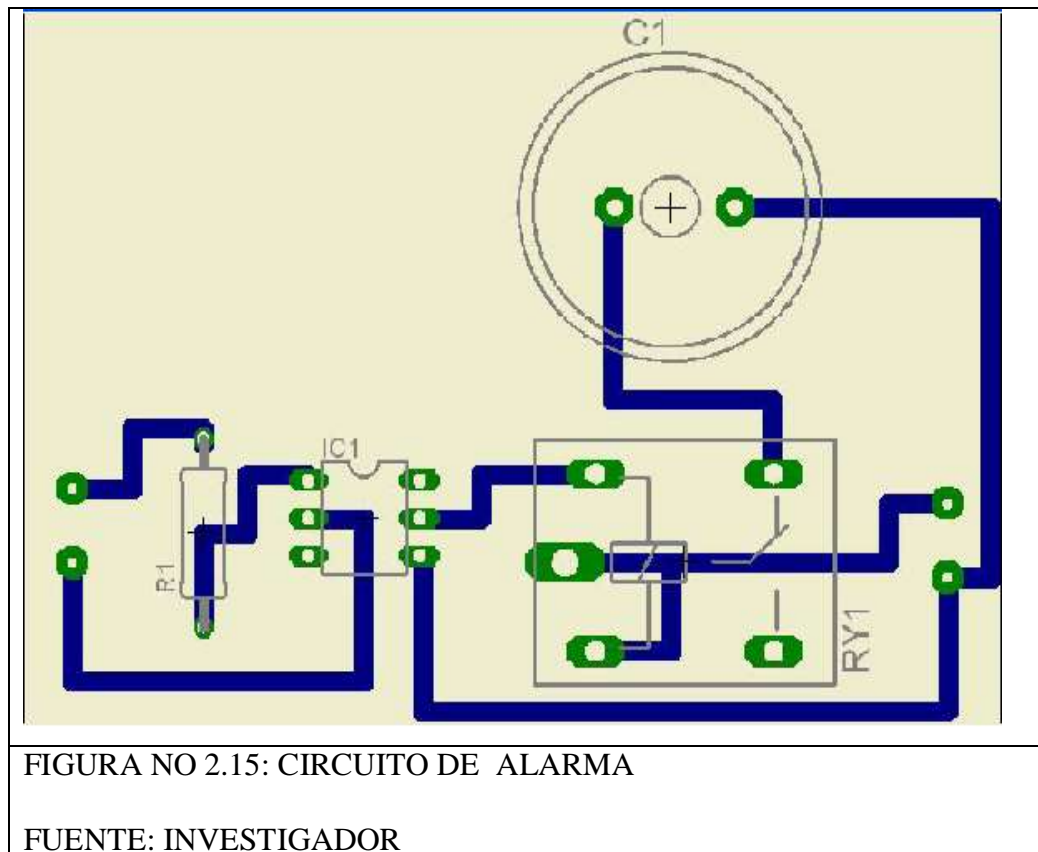 C1
IC1
R1
RY1
FIGURA NO 2.15: CIRCUITO DE ALARMA
FUENTE: INVESTIGADOR